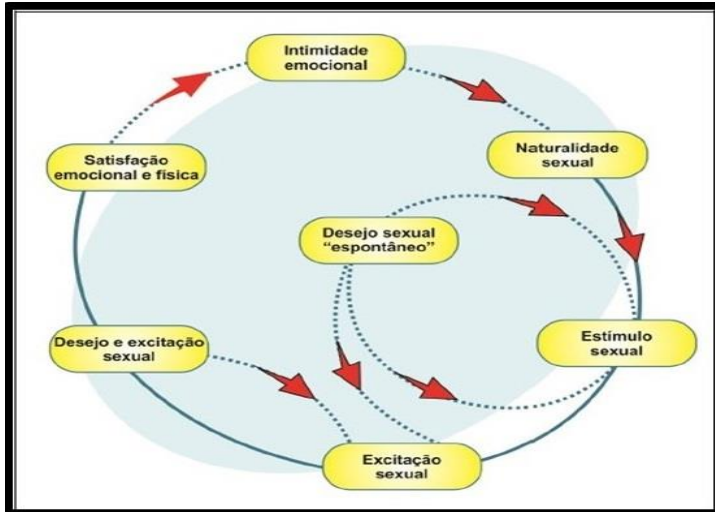 Intimidade
emocional
Naturalidade
sexual
Satisfação
emocional e física
Desejo sexual
“espontâneo”
Desejo e excitação
sexual
Estímulo
sexual
Excitação
sexual